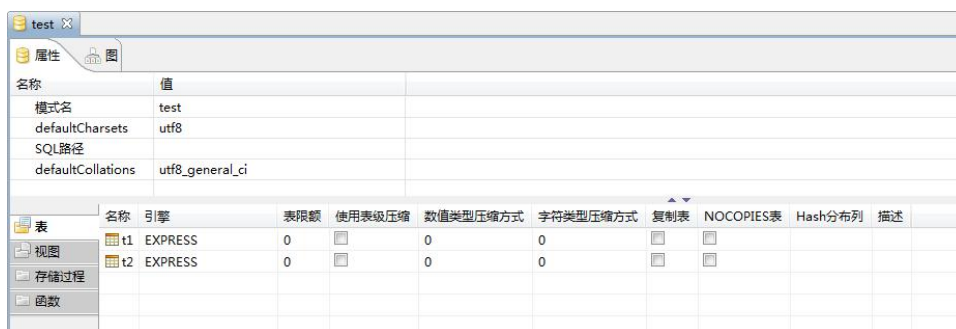 test
属性 图
名称 值
模式名 test
defaultCharsets utf8
SQL路径
defaultCollations utf8_general_ci
表
视图
存储过程
函数
名称 引擎 表限额 使用表级压缩 数值类型压缩方式 字符类型压缩方式 复制表 NOCOPIES表 Hash分布列 描述
t1 EXPRESS 0 0 0
t2 EXPRESS 0 0 0